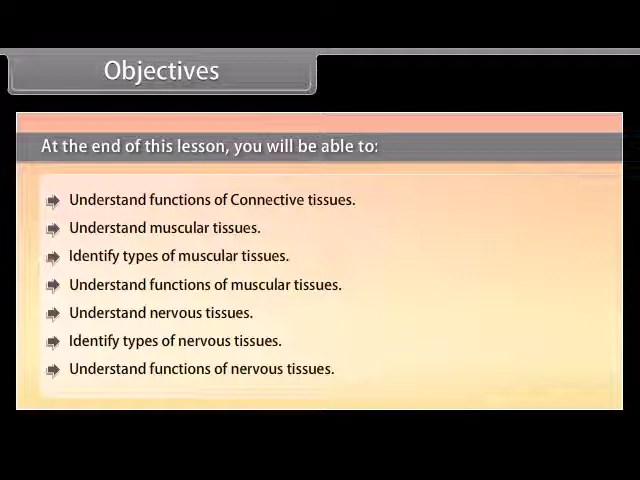 Objectives
At the end of this lesson, you will be able to:
Understand functions of Connective tissues.
Understand muscular tissues.
Identify types of muscular tissues.
Understand functions of muscular tissues.
Understand nervous tissues.
Identify types of nervous tissues.
Understand functions of nervous tissues.